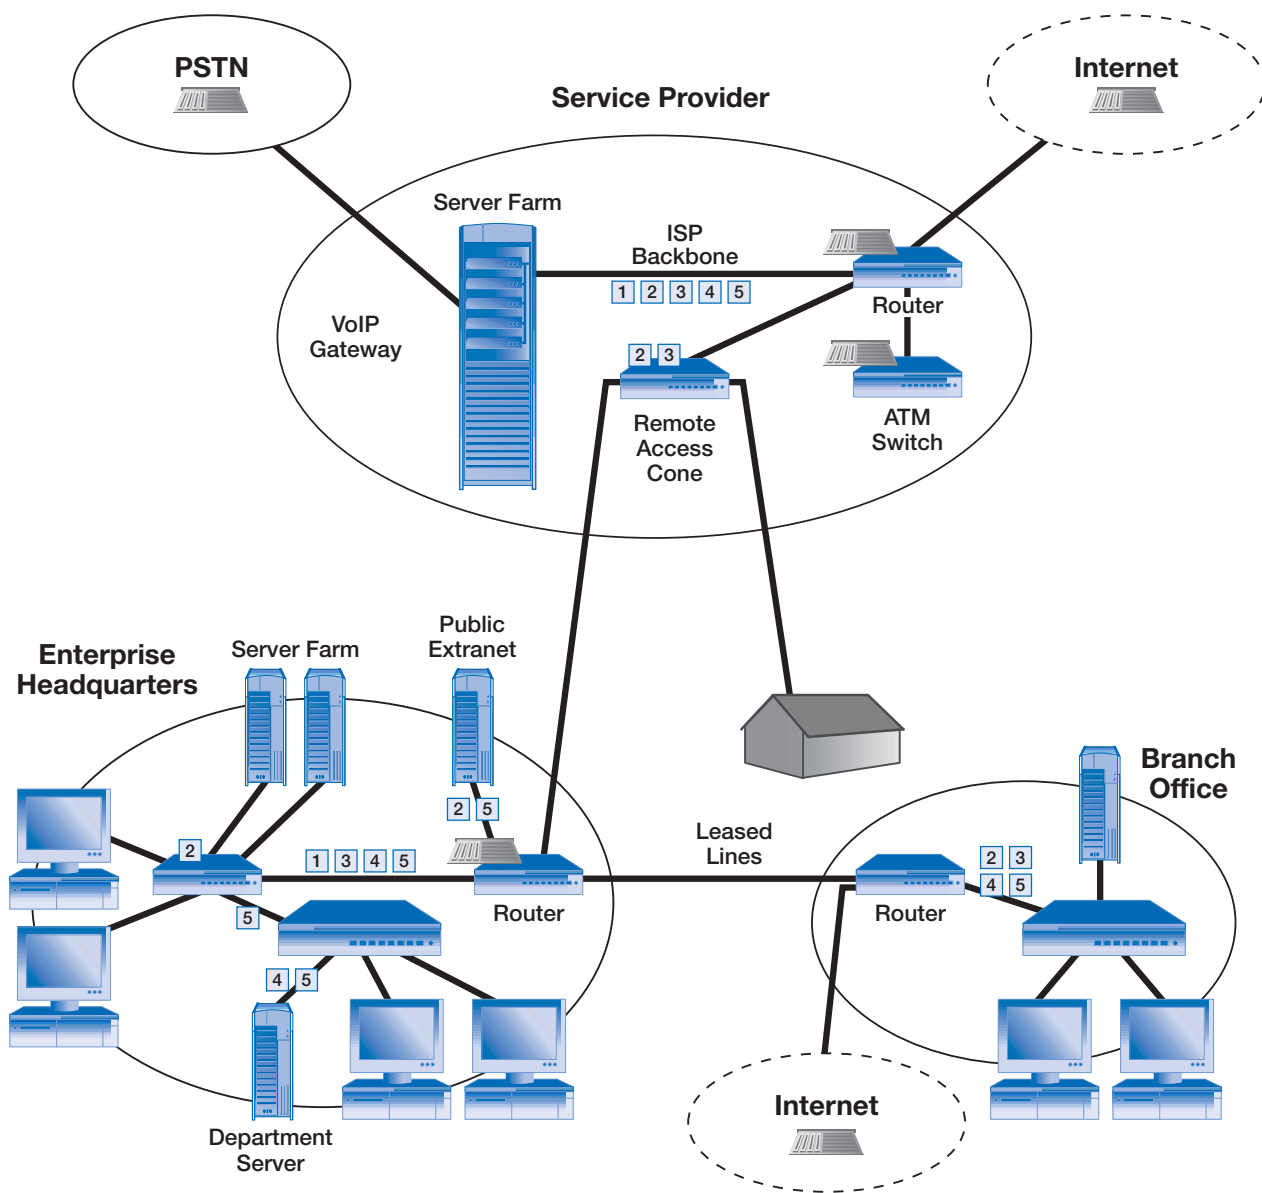 PSTN
Internet
Service Provider
Server Farm
ISP
Backbone
1 2 3 4 5
Router
VoIP
Gateway
2 3
Remote
Access
Cone
ATM
Switch
Enterprise
Headquarters
Server Farm
Public
Extranet
2 5
Branch
Office
2
1 3 4 5
Router
Leased
Lines
Router
2 3
4 5
5
4 5
Department
Server
Internet